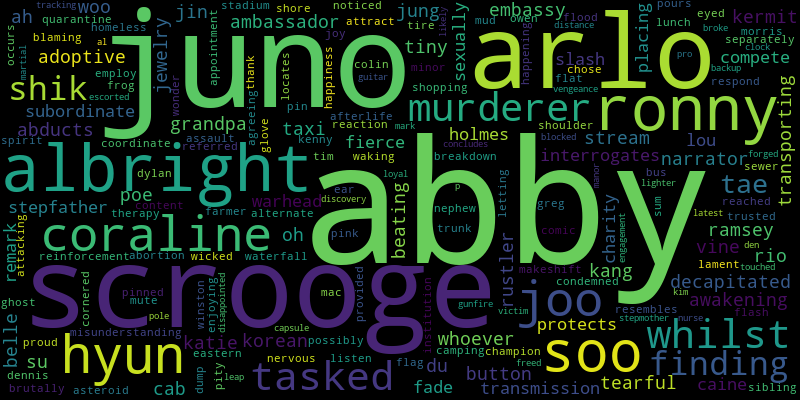 tracking
noticed
shore
stadium
quarantine
woo
ah
homeless
blaming
occurs
al
martial
juno
jewelry
jin
ambassador
appointment
joy
thank
locates
happiness
colin
guitar
jung
tire
tiny
mud
shopping
minor
sexually
embassy
owen
attract
likely
happening
flood
distance
slash
flat
chose
vengeance
eyed
lunch
morris
clock
broke
pro
backup
placing
pours
kermit
separately
compete
respond
transporting
arlo
ronny
adoptive
shik
employ
frog
escorted
subordinate
abducts
spirit
coordinate
grandpa
wonder
assault
referred
agreeing
glove
pin
taxi
kenny
tim
afterlife
reaction
mark
waking
fierce
murderer
shoulder
holmes
breakdown
concludes
blocked
stream
interrogates
lou
bus
lighter
narrator
forged
sewer
reached
albright
dylan
poe
stepfather
therapy
content
farmer
alternate
warhead
ear
discovery
pink
loyal
beating
p
nephew
trunk
letting
greg
comic
manor
abby
tae
trusted
latest
den
touched
sum
ramsey
vine
lament
rio
coraline
oh
remark
attacking
reinforcement
abortion
wicked
waterfall
rustler
charity
engagement
makeshift
condemned
kang
kim
decapitated
awakening
flash
scrooge
ghost
cornered
pinned
mute
pole
winston
enjoying
disappointed
mac
provided
capsule
institution
gunfire
victim
joo
resembles
stepmother
nurse
protects
belle
proud
misunderstanding
katie
korean
possibly
whoever
camping
champion
freed
soo
whilst
finding
hyun
su
dennis
brutally
asteroid
eastern
cab
dump
pity
leap
nervous
listen
tasked
flag
du
fade
button
transmission
tearful
caine
sibling